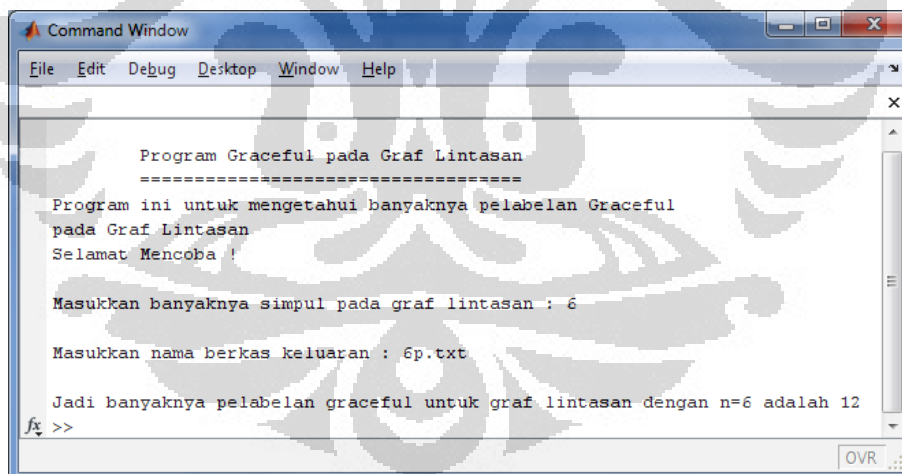 Command Window
File Edit Debug Desktop Window Help
Program Graceful pada Graf Lintasan
===================================
Program ini untuk mengetahui banyaknya pelabelan Graceful
pada Graf Lintasan
Selamat Mencoba !
Masukkan banyaknya simpul pada graf lintasan : 6
Masukkan nama berkas keluaran : 6p.txt
Jadi banyaknya pelabelan graceful untuk graf lintasan dengan n=6 adalah 12
fx >>
OVR